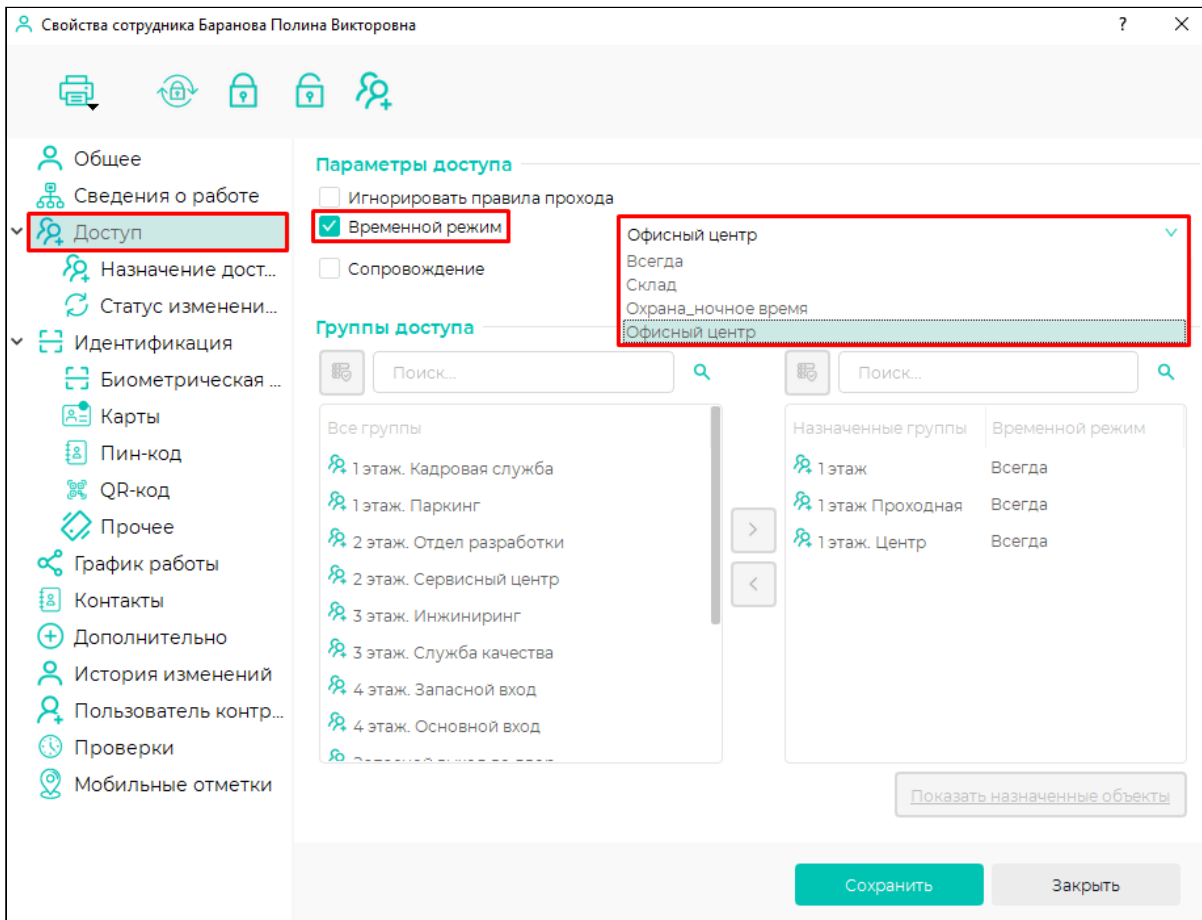 Свойства сотрудника Баранова Полина Викторовна
?
Общее
Сведения о работе
Доступ
Назначение дост...
Статус изменени...
Идентификация
Биометрическая ...
Карты
Пин-код
QR-код
Прочее
График работы
Контакты
Дополнительно
История изменений
Пользователь контр...
Проверки
Мобильные отметки
Параметры доступа
Игнорировать правила прохода
Временной режим
Сопровождение
Офисный центр
Всегда
Склад
Охрана_ночное время
Офисный центр
Группы доступа
Поиск...
Все группы
1 этаж. Кадровая служба
1 этаж. Паркинг
2 этаж. Отдел разработки
2 этаж. Сервисный центр
3 этаж. Инжиниринг
3 этаж. Служба качества
4 этаж. Запасной вход
4 этаж. Основной вход
Поиск...
Назначенные группы Временной режим
1 этаж Всегда
1 этаж Проходная Всегда
1 этаж. Центр Всегда
Показать назначенные объекты
Сохранить
Закрыть